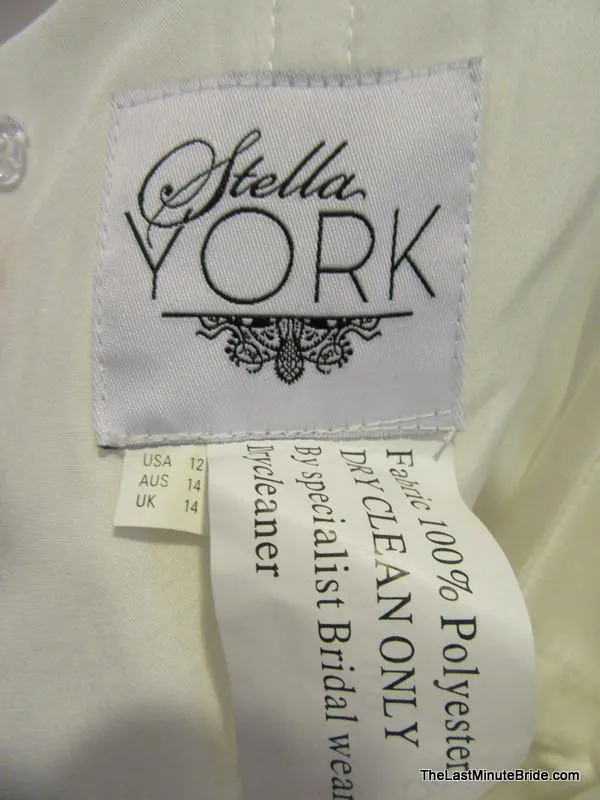 Stella
YORK
USA 12
AUS 14
UK 14
Fabric 100% Polyester
DRY CLEAN ONLY
By specialist Bridal wear
Drycleaner
TheLastMinuteBride.com